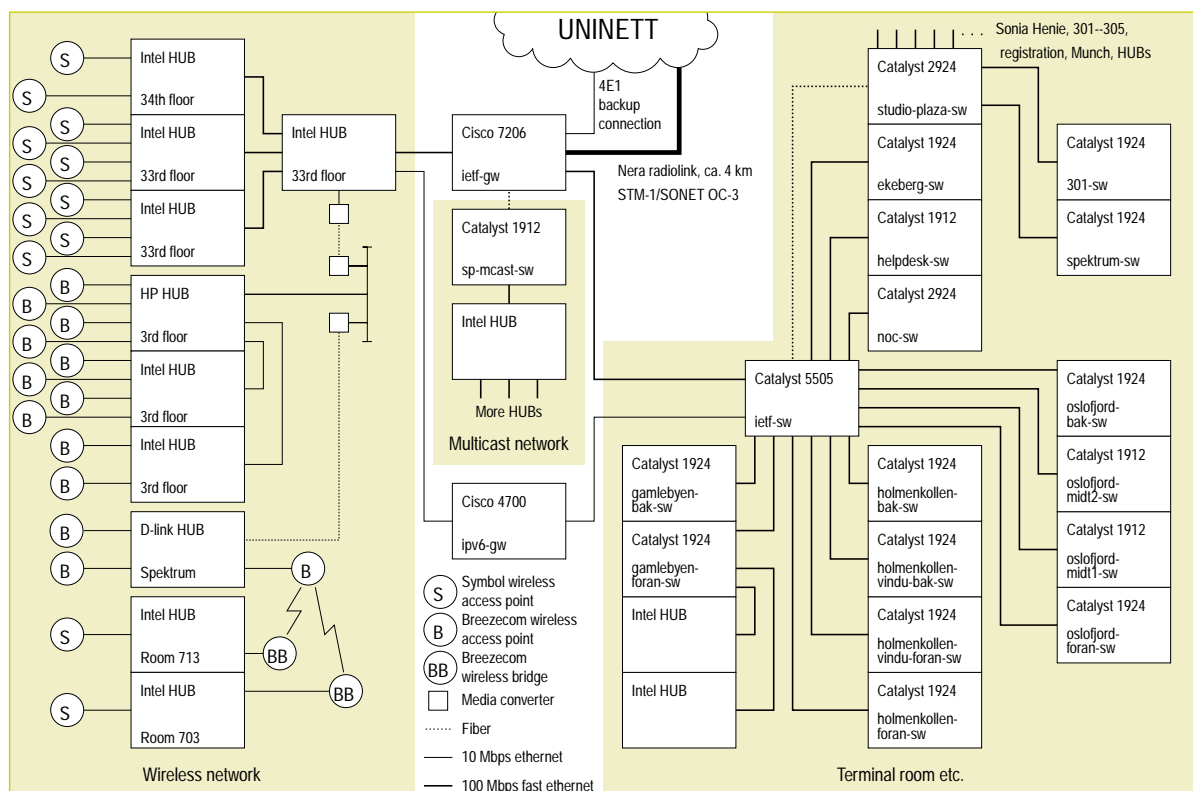 UNINETT
4E1
backup
connection
Nera radiolink, ca. 4 km
STM-1/SONET OC-3
S
S
S
S
S
S
S
S
S
S
S
S
Intel HUB
34th floor
Intel HUB
33rd floor
Intel HUB
33rd floor
Intel HUB
33rd floor
B
B
B
B
B
B
B
B
B
B
HP HUB
3rd floor
Intel HUB
3rd floor
Intel HUB
3rd floor
B
B
D-link HUB
Spektrum
B
S
Intel HUB
Room 713
BB
S
Intel HUB
Room 703
BB
Wireless network
Cisco 7206
ietf-gw
Catalyst 1912
sp-mcast-sw
Intel HUB
More HUBs
Multicast network
Cisco 4700
ipv6-gw
S
Symbol wireless
access point
B
Breezecom wireless
access point
BB
Breezecom
wireless bridge
Media converter
Fiber
10 Mbps ethernet
100 Mbps fast ethernet
. . . Sonia Henie, 301--305,
registration, Munch, HUBs
Catalyst 2924
studio-plaza-sw
Catalyst 1924
ekeberg-sw
Catalyst 1912
helpdesk-sw
Catalyst 2924
noc-sw
Catalyst 1924
301-sw
Catalyst 1924
spektrum-sw
Catalyst 5505
ietf-sw
Catalyst 1924
gamlebyen-
bak-sw
Catalyst 1924
gamlebyen-
foran-sw
Intel HUB
Intel HUB
Catalyst 1924
holmenkollen-
bak-sw
Catalyst 1924
holmenkollen-
vindu-bak-sw
Catalyst 1924
holmenkollen-
vindu-foran-sw
Catalyst 1924
holmenkollen-
foran-sw
Catalyst 1924
oslofjord-
bak-sw
Catalyst 1912
oslofjord-
midt2-sw
Catalyst 1912
oslofjord-
midt1-sw
Catalyst 1924
oslofjord-
foran-sw
Terminal room etc.